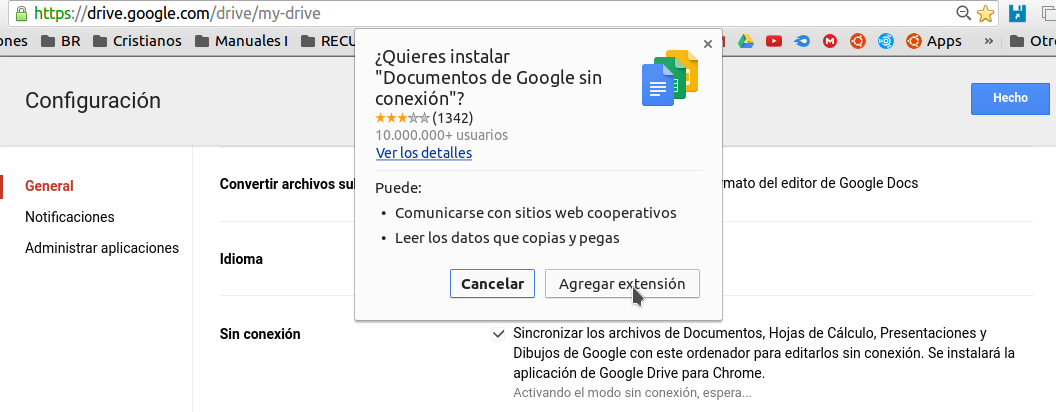 https://drive.google.com/drive/my-drive
ones BR Cristianos Manuales I RECU Apps » Otro
¿Quieres instalar
"Documentos de Google sin
conexión"?
(1342)
10.000.000+ usuarios
Ver los detalles
Puede:
• Comunicarse con sitios web cooperativos
• Leer los datos que copias y pegas
Cancelar Agregar extensión
Configuración
Hecho
General
Notificaciones
Administrar aplicaciones
Convertir archivos su rmato del editor de Google Docs
Idioma
Sin conexión
Sincronizar los archivos de Documentos, Hojas de Cálculo, Presentaciones y
Dibujos de Google con este ordenador para editarlos sin conexión. Se instalará la
aplicación de Google Drive para Chrome.
Activando el modo sin conexión, espera...